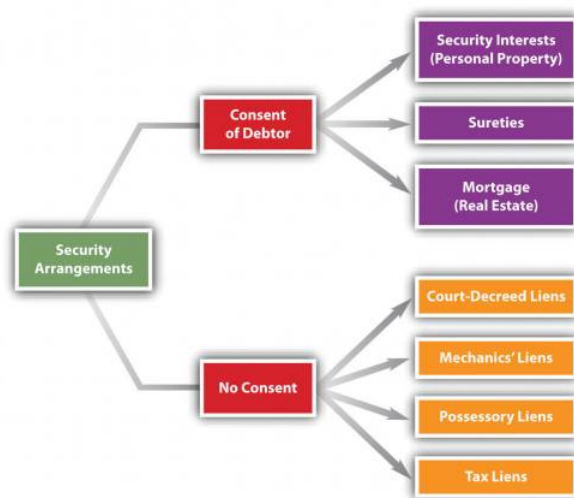 Security Interests
(Personal Property)
Consent
of Debtor
Sureties
Mortgage
(Real Estate)
Security
Arrangements
Court-Decreed Liens
Mechanics' Liens
No Consent
Possessory Liens
Tax Liens